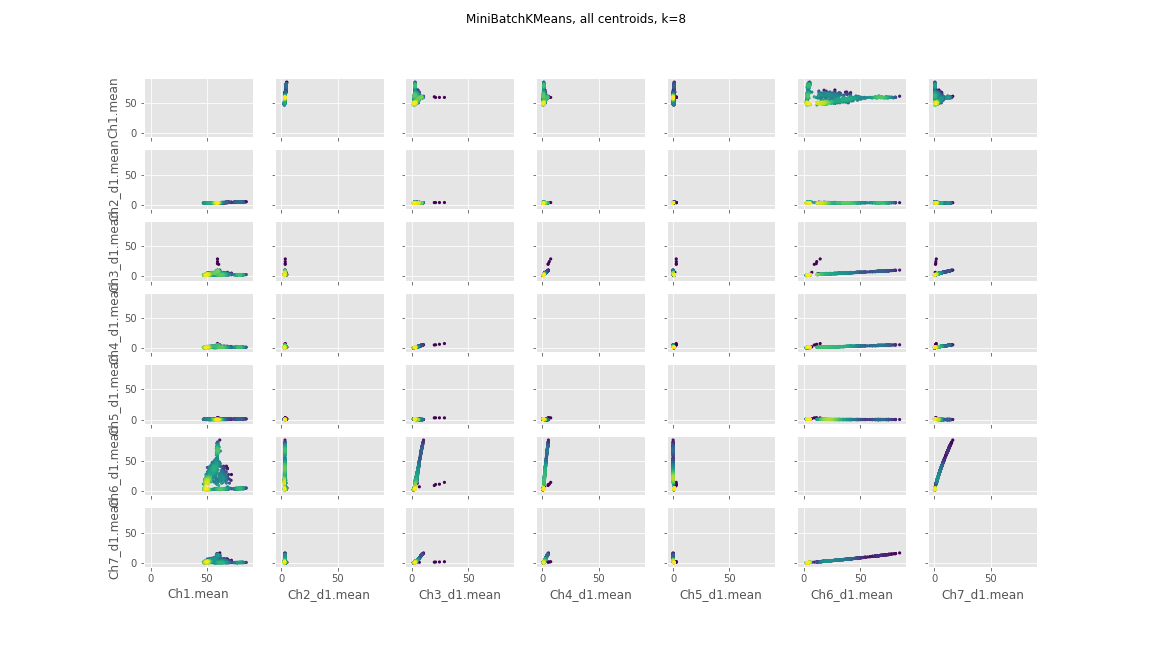 MiniBatchKMeans, all centroids, k=8
Ch1.mean
50
0
Ch2_d1.mean
50
0
Ch3_d1.mean
50
0
Ch4_d1.mean
50
0
Ch5_d1.mean
50
0
Ch6_d1.mean
50
0
Ch7_d1.mean
50
0
0 50 0 50 0 50 0 50 0 50 0 50 0 50
Ch1.mean Ch2_d1.mean Ch3_d1.mean Ch4_d1.mean Ch5_d1.mean Ch6_d1.mean Ch7_d1.mean